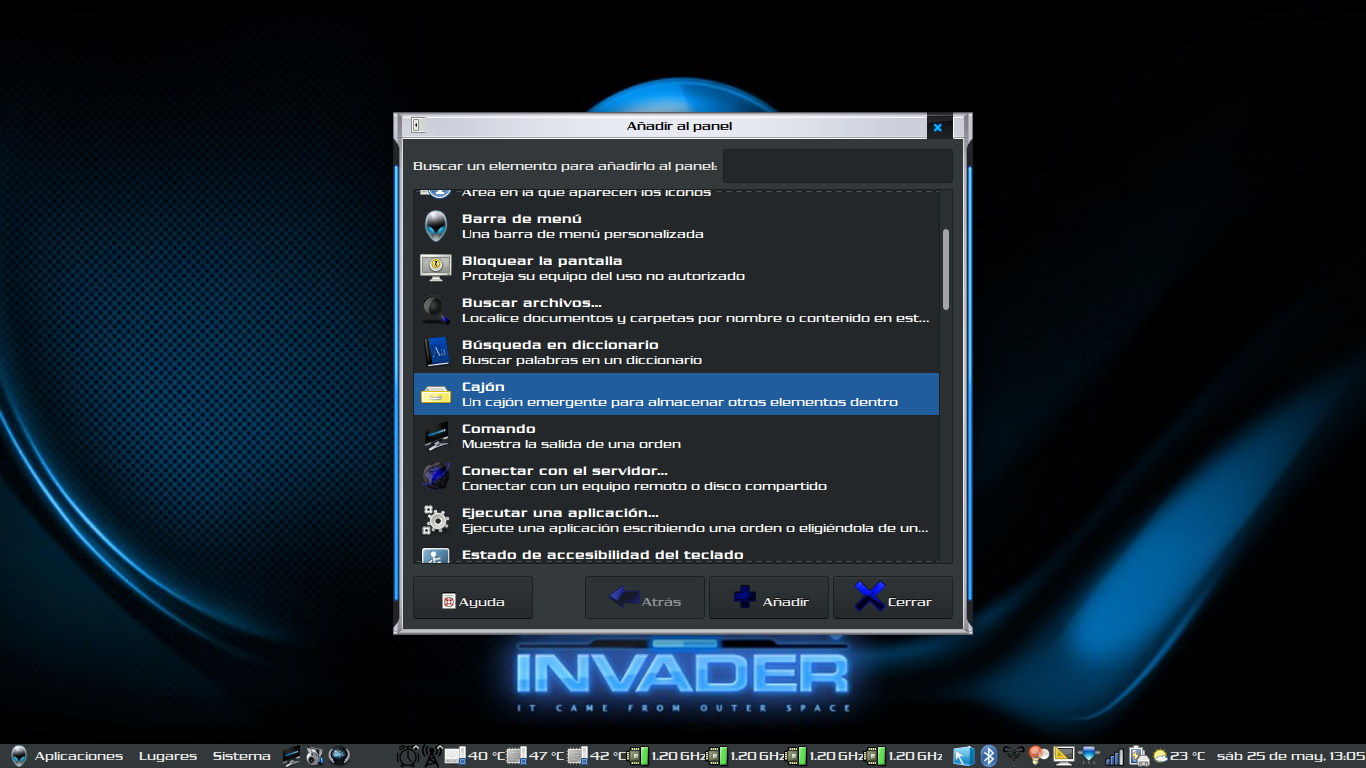 Añadir al panel
Buscar un elemento para añadirlo al panel:
Área en la que aparecen los iconos
Barra de menú
Una barra de menú personalizada
Bloquear la pantalla
Proteja su equipo del uso no autorizado
Buscar archivos...
Localice documentos y carpetas por nombre o contenido en est...
Búsqueda en diccionario
Buscar palabras en un diccionario
Cajón
Un cajón emergente para almacenar otros elementos dentro
Comando
Muestra la salida de una orden
Conectar con el servidor...
Conectar con un equipo remoto o disco compartido
Ejecutar una aplicación...
Ejecute una aplicación escribiendo una orden o eligiéndola de un...
Estado de accesibilidad del teclado
Ayuda Atrás Añadir Cerrar
INVADER
IT CAME FROM OUTER SPACE
Aplicaciones Lugares Sistema 40 °C 47 °C 42 °C 1.20 GHz 1.20 GHz 1.20 GHz 1.20 GHz 23 °C sáb 25 de may, 13:05